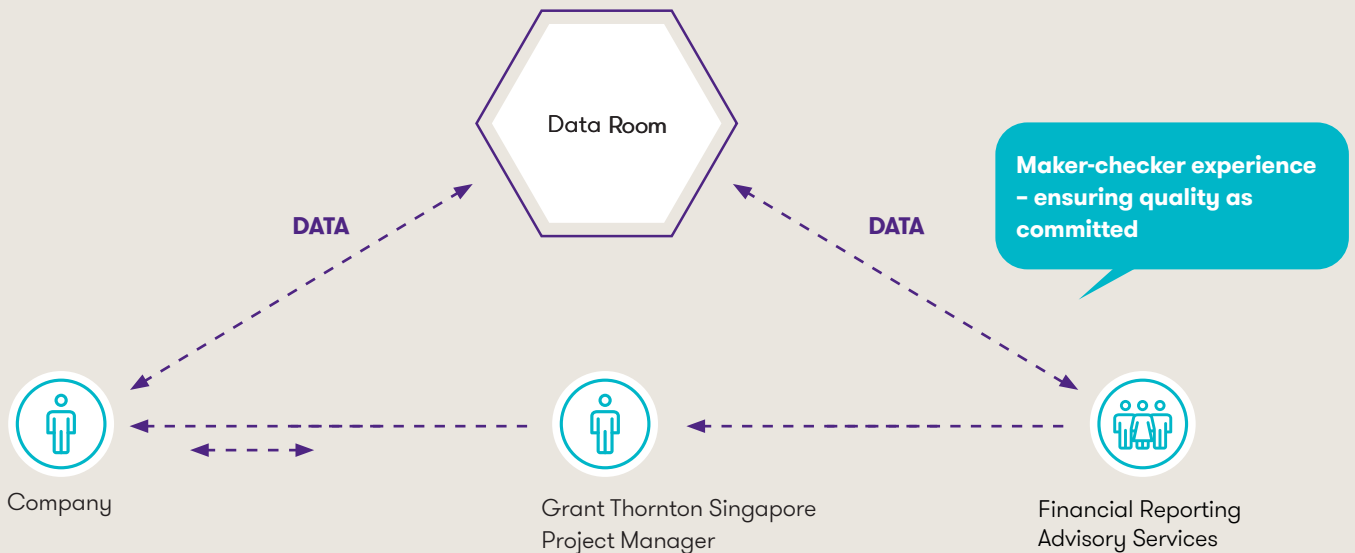 Data Room
Maker-checker experience
– ensuring quality as
committed
DATA
DATA
Company
Grant Thornton Singapore
Project Manager
Financial Reporting
Advisory Services